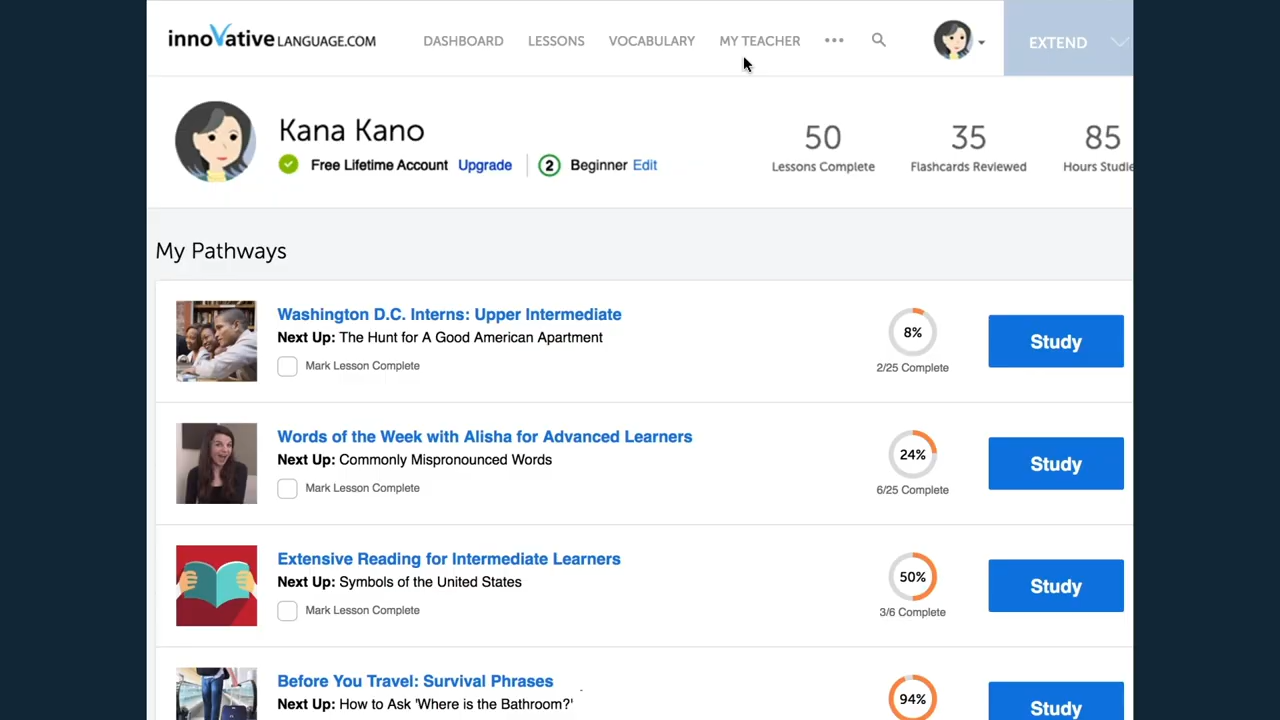 innoVative LANGUAGE.COM DASHBOARD LESSONS VOCABULARY MY TEACHER ••• EXTEND
Kana Kano
Free Lifetime Account Upgrade 2 Beginner Edit
50 35 85
Lessons Complete Flashcards Reviewed Hours Studie
My Pathways
Washington D.C. Interns: Upper Intermediate
Next Up: The Hunt for A Good American Apartment
Mark Lesson Complete
8%
2/25 Complete
Study
Words of the Week with Alisha for Advanced Learners
Next Up: Commonly Mispronounced Words
Mark Lesson Complete
24%
6/25 Complete
Study
Extensive Reading for Intermediate Learners
Next Up: Symbols of the United States
Mark Lesson Complete
50%
3/6 Complete
Study
Before You Travel: Survival Phrases
Next Up: How to Ask 'Where is the Bathroom?'
94%
Study